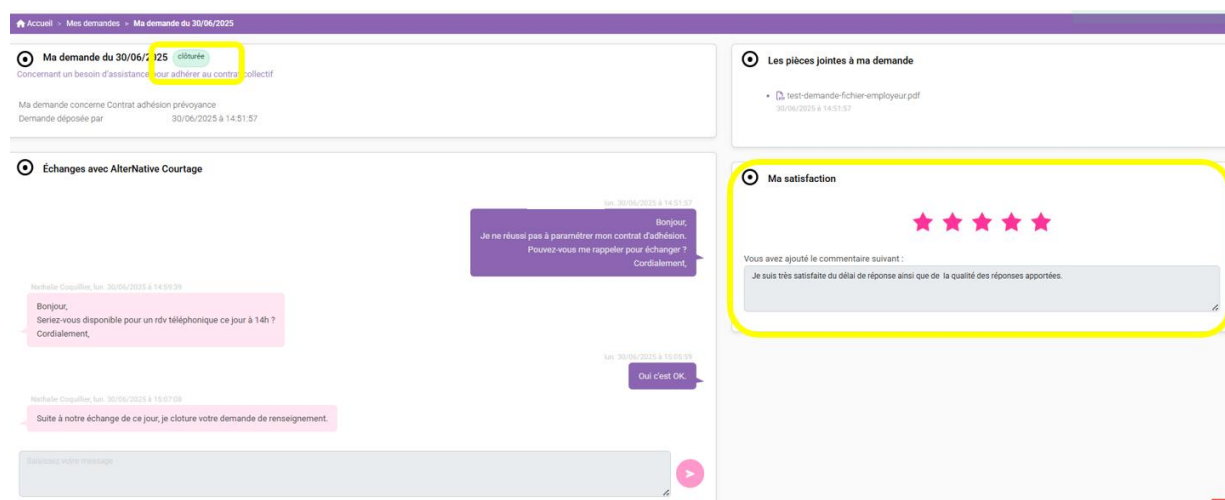 Accueil » Mes demandes » Ma demande du 30/06/2025
Ma demande du 30/06/2025 clôturée
Concernant un besoin d'assistance pour adhérer au contrat collectif
Ma demande concerne Contrat adhésion prévoyance
Demande déposée par 30/06/2025 à 14:51:57
Échanges avec AlterNative Courtage
lun. 30/06/2025 à 14:51:57
Bonjour,
Je ne réussi pas à paramétrer mon contrat d'adhésion.
Pouvez-vous me rappeler pour échanger ?
Cordialement,
Nathalie Coquillier, lun. 30/06/2025 à 14:59:39
Bonjour,
Seriez-vous disponible pour un rdv téléphonique ce jour à 14h ?
Cordialement,
lun. 30/06/2025 à 15:05:59
Oui c'est OK.
Nathalie Coquillier, lun. 30/06/2025 à 15:07:08
Suite à notre échange de ce jour, je cloture votre demande de renseignement.
Saisissez votre message
Les pièces jointes à ma demande
test-demande-fichier-employeur.pdf
30/06/2025 à 14:51:57
Ma satisfaction
Vous avez ajouté le commentaire suivant :
Je suis très satisfaite du délai de réponse ainsi que de la qualité des réponses apportées.